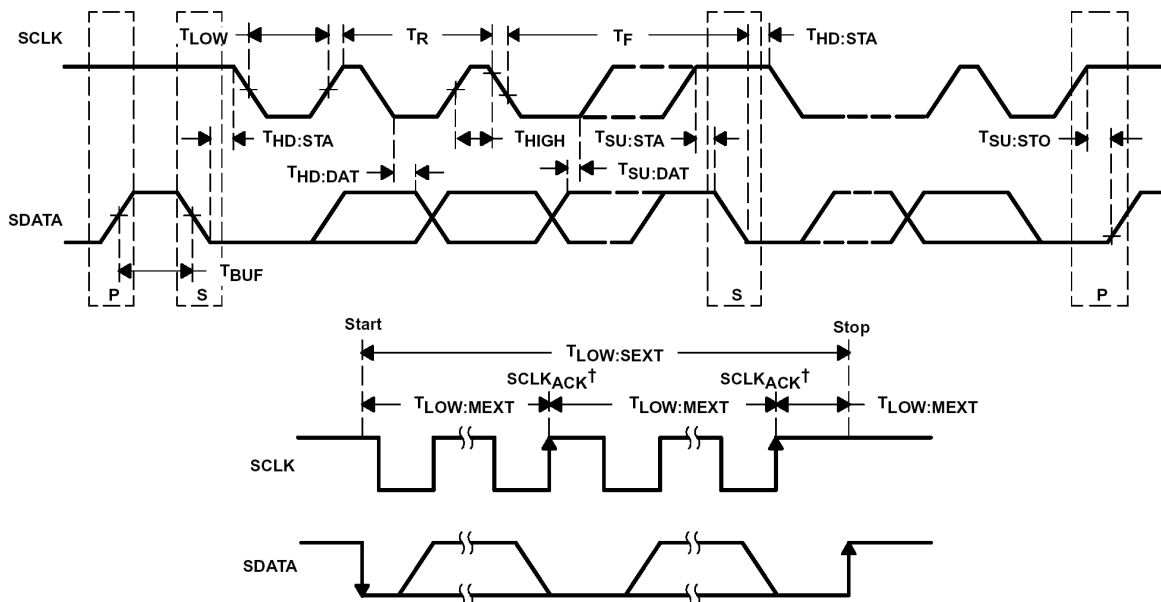 SCLK
TLOW
TR
TF
THD:STA
THD:STA
THIGH
TSU:STA
TSU:STO
THD:DAT
TSU:DAT
SDATA
TBUF
P
S
S
P
Start
Stop
TLOW:SEXT
SCLKACK†
SCLKACK†
TLOW:MEXT
TLOW:MEXT
TLOW:MEXT
SCLK
SDATA